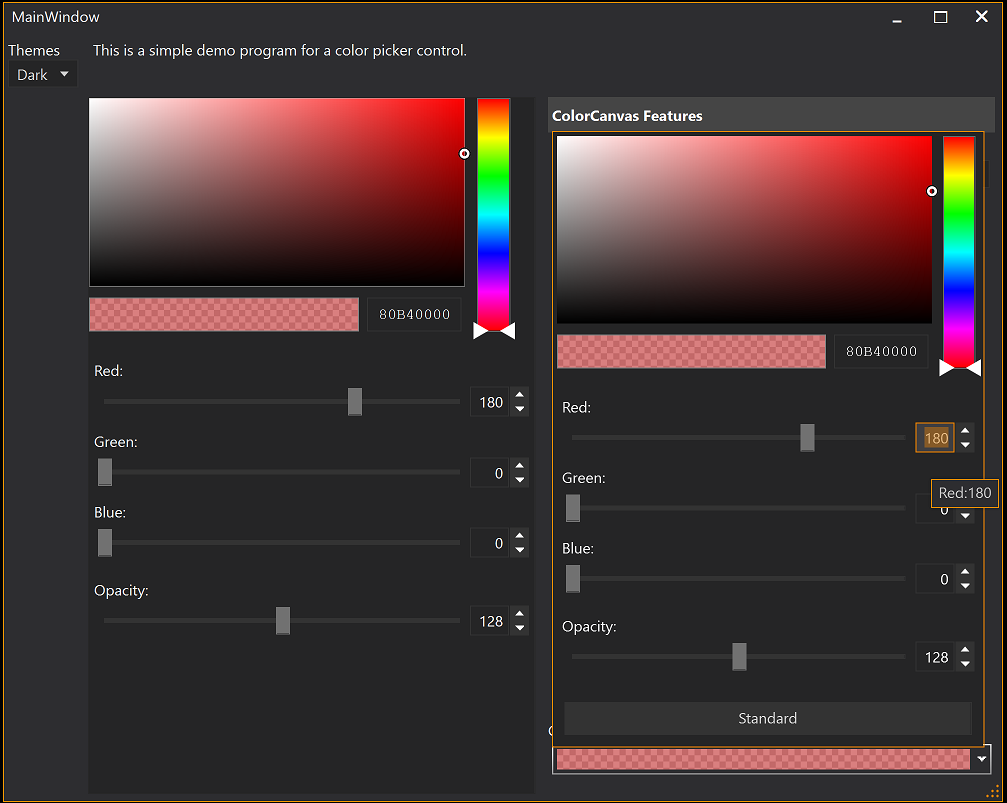 MainWindow
Themes
This is a simple demo program for a color picker control.
Dark
80B40000
Red:
180
Green:
0
Blue:
0
Opacity:
128
ColorCanvas Features
80B40000
Red:
180
Red:180
Green:
0
Blue:
0
Opacity:
128
Standard